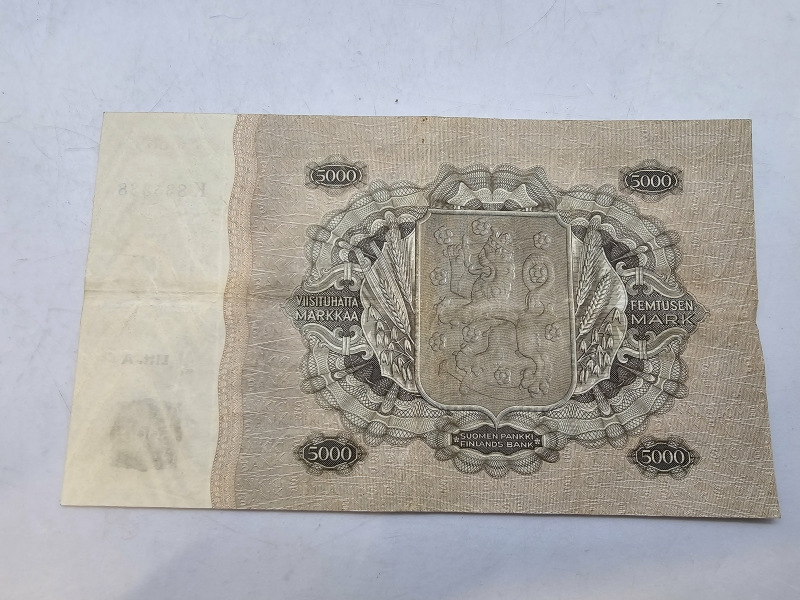 5000
5000
VIISITUHATTA
MARKKAA
FEMTUSEN
MARK
SUOMEN PANKKI
FINLANDS BANK
5000
5000